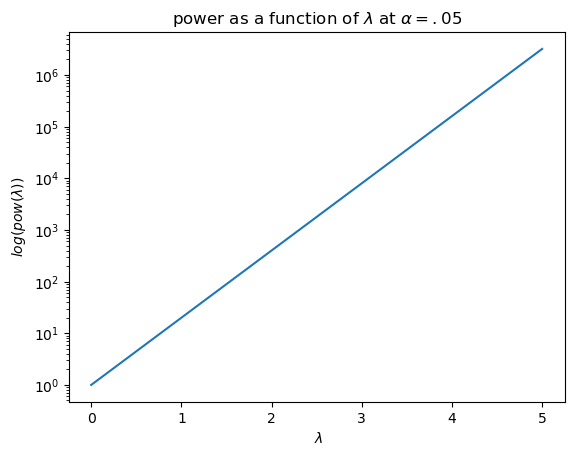 power as a function of λ at α = .05
log(pow(λ))
10⁶
10⁵
10⁴
10³
10²
10¹
10⁰
0 1 2 3 4 5
λ